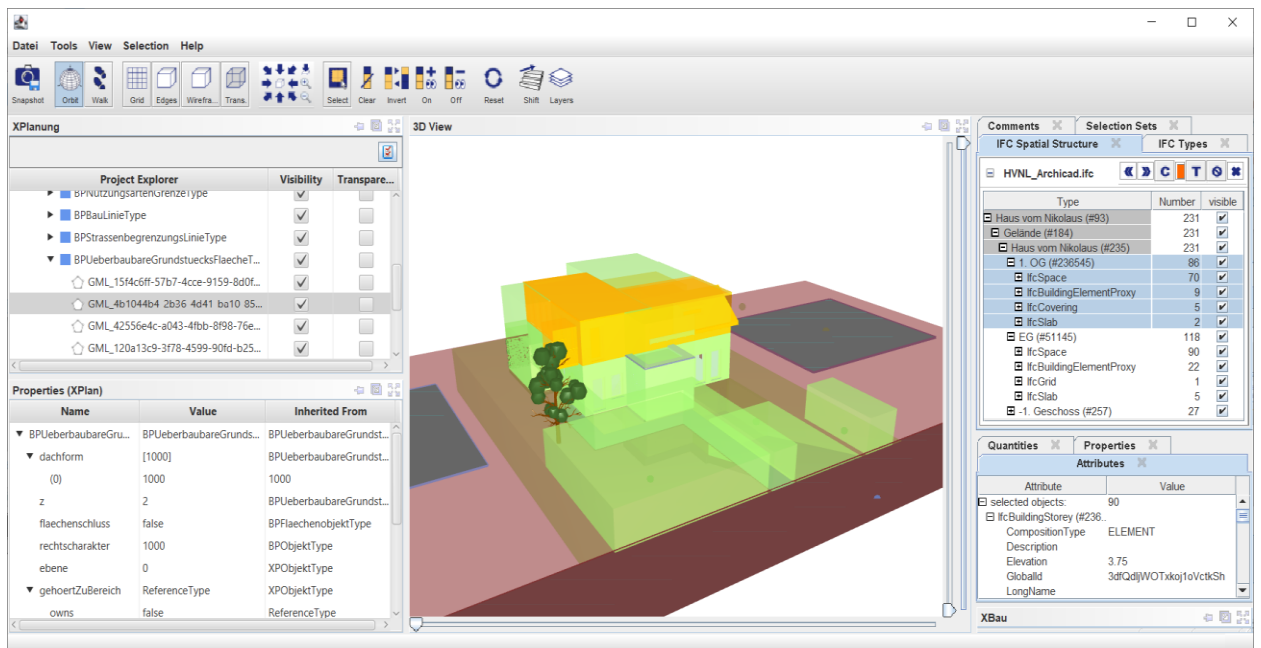 Datei Tools View Selection Help
Snapshot Orbit Walk Grid Edges Wirefra... Trans. Select Clear Invert On Off Reset Shift Layers
XPlanung
Project Explorer Visibility Transpare...
BPNutzungsartenGrenzeType
BPBauLinieType
BPStrassenbegrenzungsLinieType
BPUeberbaubareGrundstuecksFlaecheT...
GML_15f4c6ff-57b7-4cce-9159-8d0f...
GML_4b1044b4 2b36 4d41 ba10 85...
GML_42556e4c-a043-4fbb-8f98-76e...
GML_120a13c9-3f78-4599-90fd-b25...
Properties (XPlan)
Name Value Inherited From
BPUeberbaubareGru... BPUeberbaubareGrunds... BPUeberbaubareGrundst...
dachform [1000] BPUeberbaubareGrundst...
(0) 1000 1000
z 2 BPUeberbaubareGrundst...
flaechenschluss false BPFlaechenobjektType
rechtscharakter 1000 BPObjektType
ebene 0 XPObjektType
gehoertZuBereich ReferenceType XPObjektType
owns false ReferenceType
3D View
Comments Selection Sets
IFC Spatial Structure IFC Types
HVNL_Archicad.ifc C T
Type Number visible
Haus vom Nikolaus (#93) 231
Gelände (#184) 231
Haus vom Nikolaus (#235) 231
1. OG (#236545) 86
IfcSpace 70
IfcBuildingElementProxy 9
IfcCovering 5
IfcSlab 2
EG (#51145) 118
IfcSpace 90
IfcBuildingElementProxy 22
IfcGrid 1
IfcSlab 5
-1. Geschoss (#257) 27
Quantities Properties
Attributes
Attribute Value
selected objects: 90
IfcBuildingStorey (#236..
CompositionType ELEMENT
Description
Elevation 3.75
GlobalId 3dfQdljWOTxkoj1oVctkSh
LongName
XBau